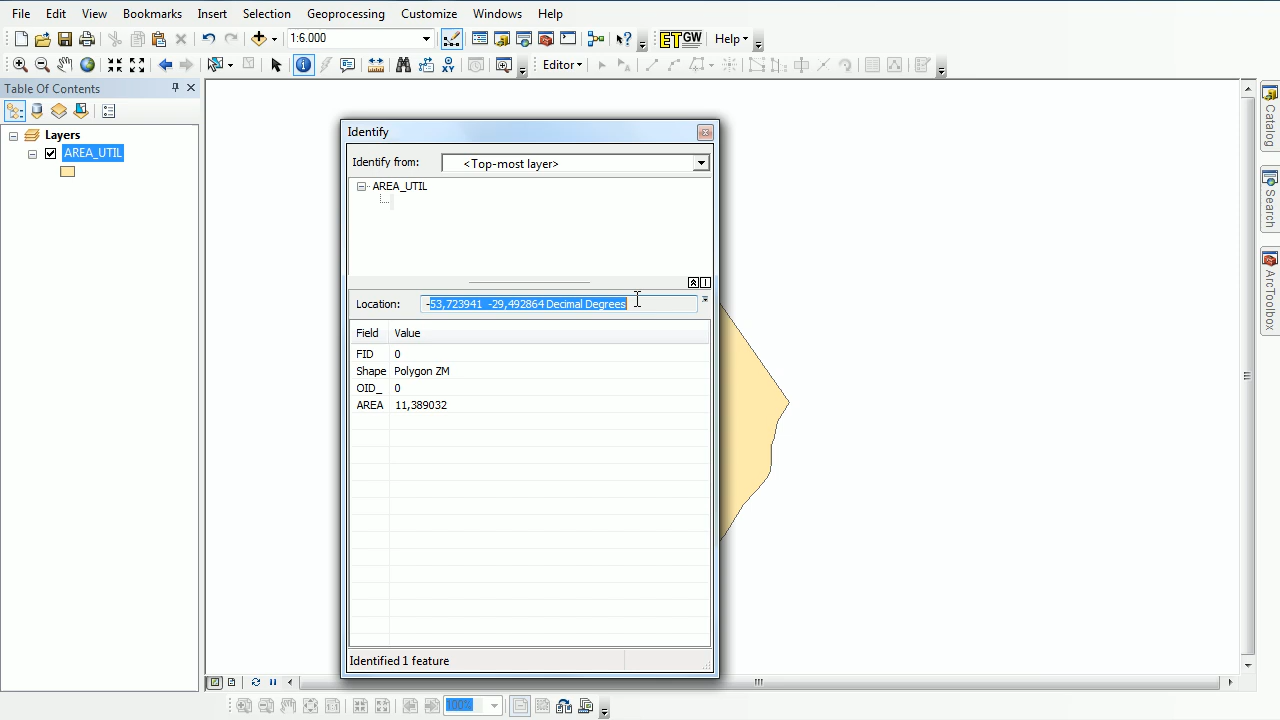 File Edit View Bookmarks Insert Selection Geoprocessing Customize Windows Help
1:6.000 ETGW Help
Editor
Table Of Contents
Layers
AREA_UTIL
Identify
Identify from: <Top-most layer>
AREA_UTIL
Location: -53,723941 -29,492864 Decimal Degrees
Field Value
FID 0
Shape Polygon ZM
OID_ 0
AREA 11,389032
Identified 1 feature
100%
Catalog
Search
ArcToolbox